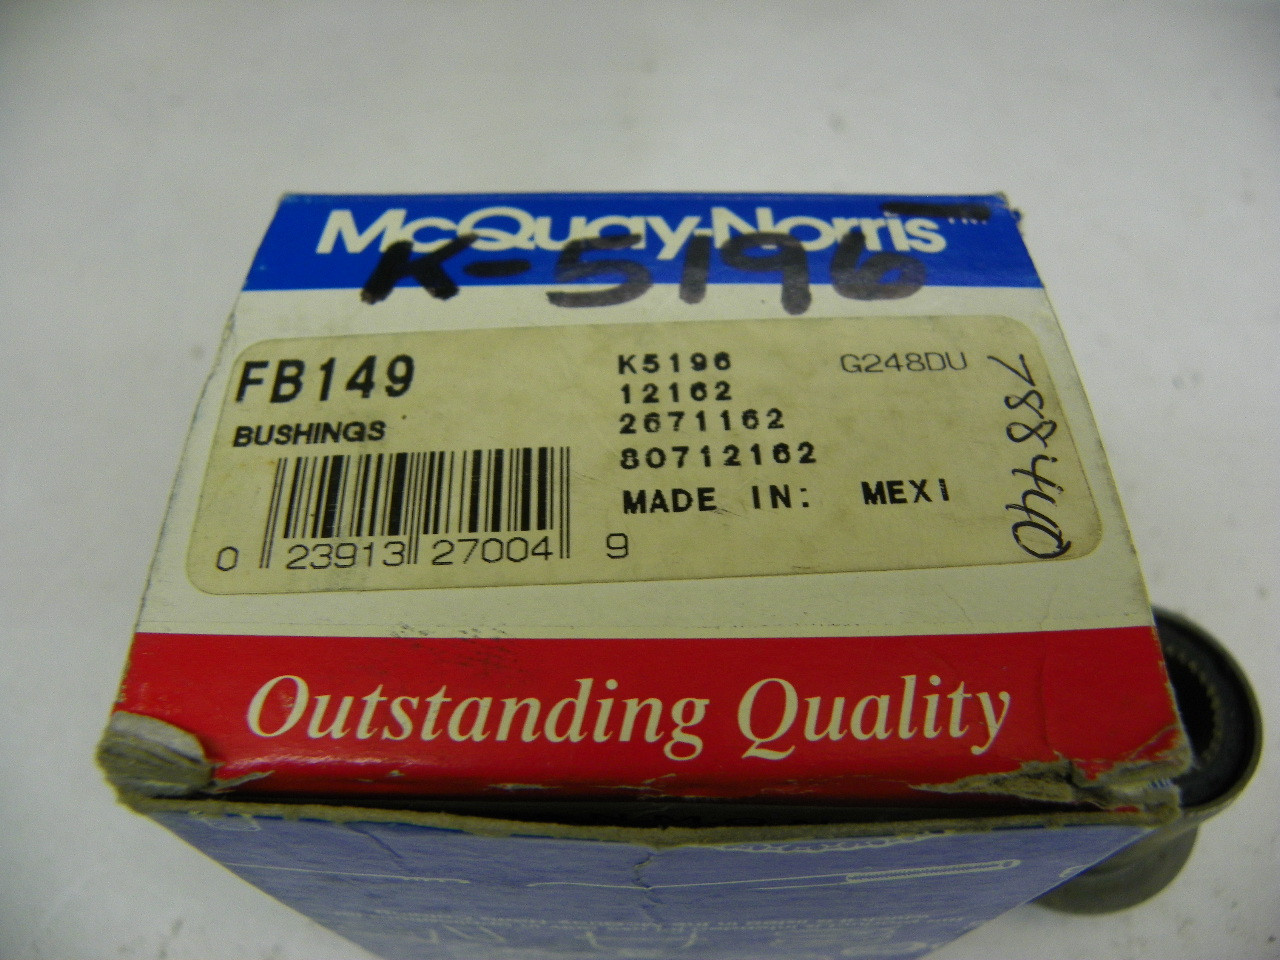 McQuay-Norris
K-5196
FB149
BUSHINGS
0 23913 27004 9
K5196
12162
2671162
80712162
MADE IN: MEXI
G248DU
788440
Outstanding Quality